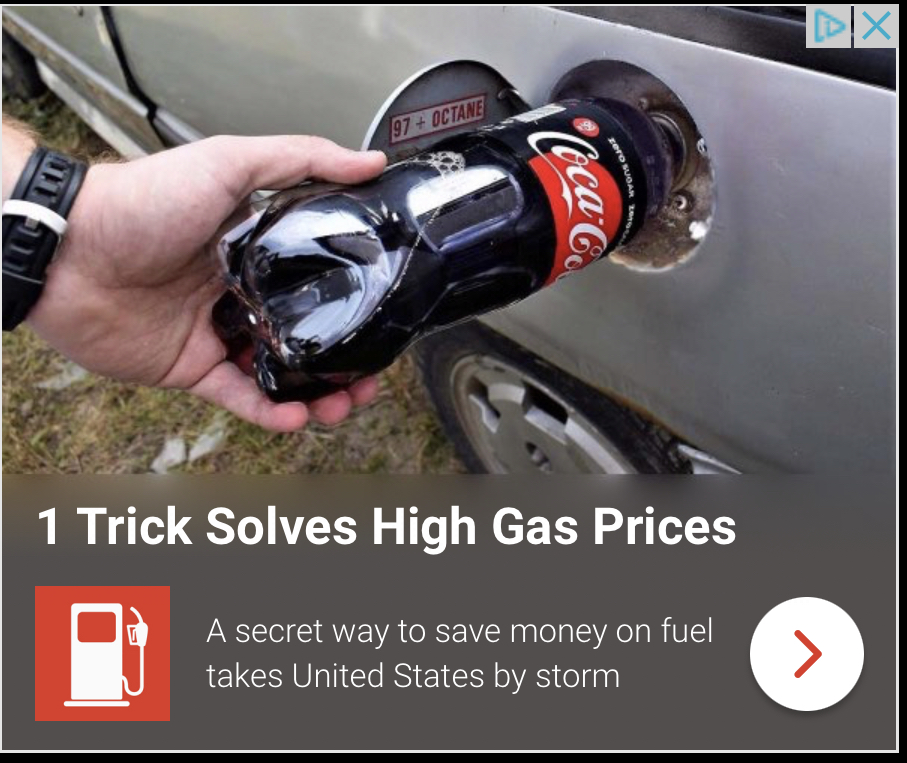 97 + OCTANE
Coca-Co
zero SUGAR
1 Trick Solves High Gas Prices
A secret way to save money on fuel
takes United States by storm